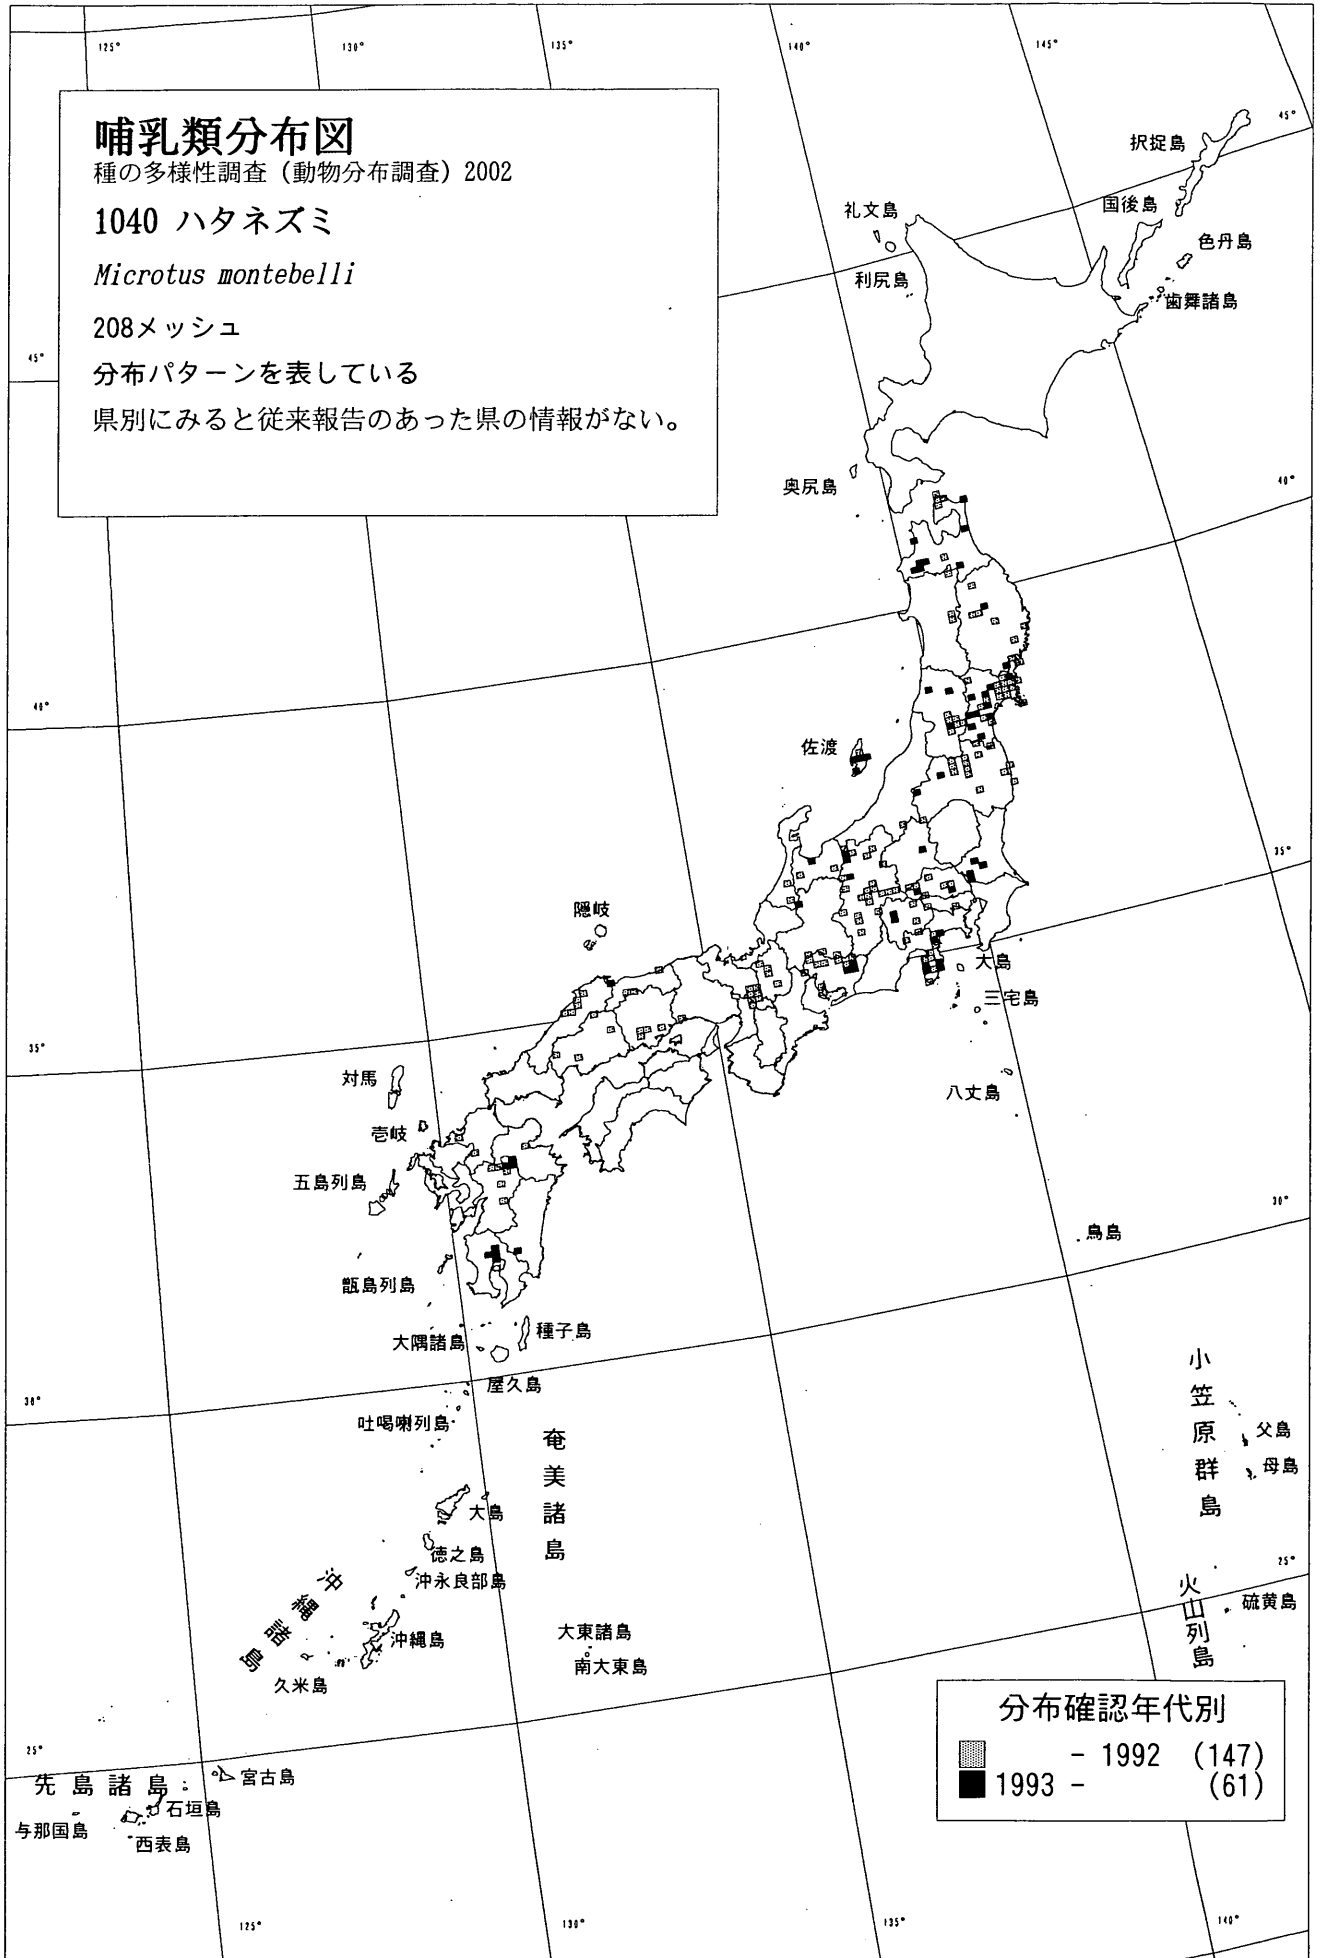 125°
130°
135°
140°
145°
哺乳類分布図
種の多様性調査（動物分布調査）2002
1040 ハタネズミ
Microtus montebelli
208メッシュ
分布パターンを表している
県別にみると従来報告のあった県の情報がない。
45°
択捉島
国後島
礼文島
色丹島
利尻島
歯舞諸島
45°
奥尻島
40°
40°
佐渡
35°
隠岐
大島
三宅島
35°
対馬
八丈島
壱岐
五島列島
30°
鳥島
甑島列島
大隅諸島
種子島
屋久島
30°
吐噶喇列島
奄美諸島
小笠原群島
父島
母島
大島
徳之島
沖永良部島
25°
沖縄諸島
火山列島
硫黄島
沖縄島
大東諸島
南大東島
久米島
分布確認年代別
- 1992 (147)
1993 - (61)
25°
先島諸島
宮古島
石垣島
与那国島
西表島
125°
130°
135°
140°